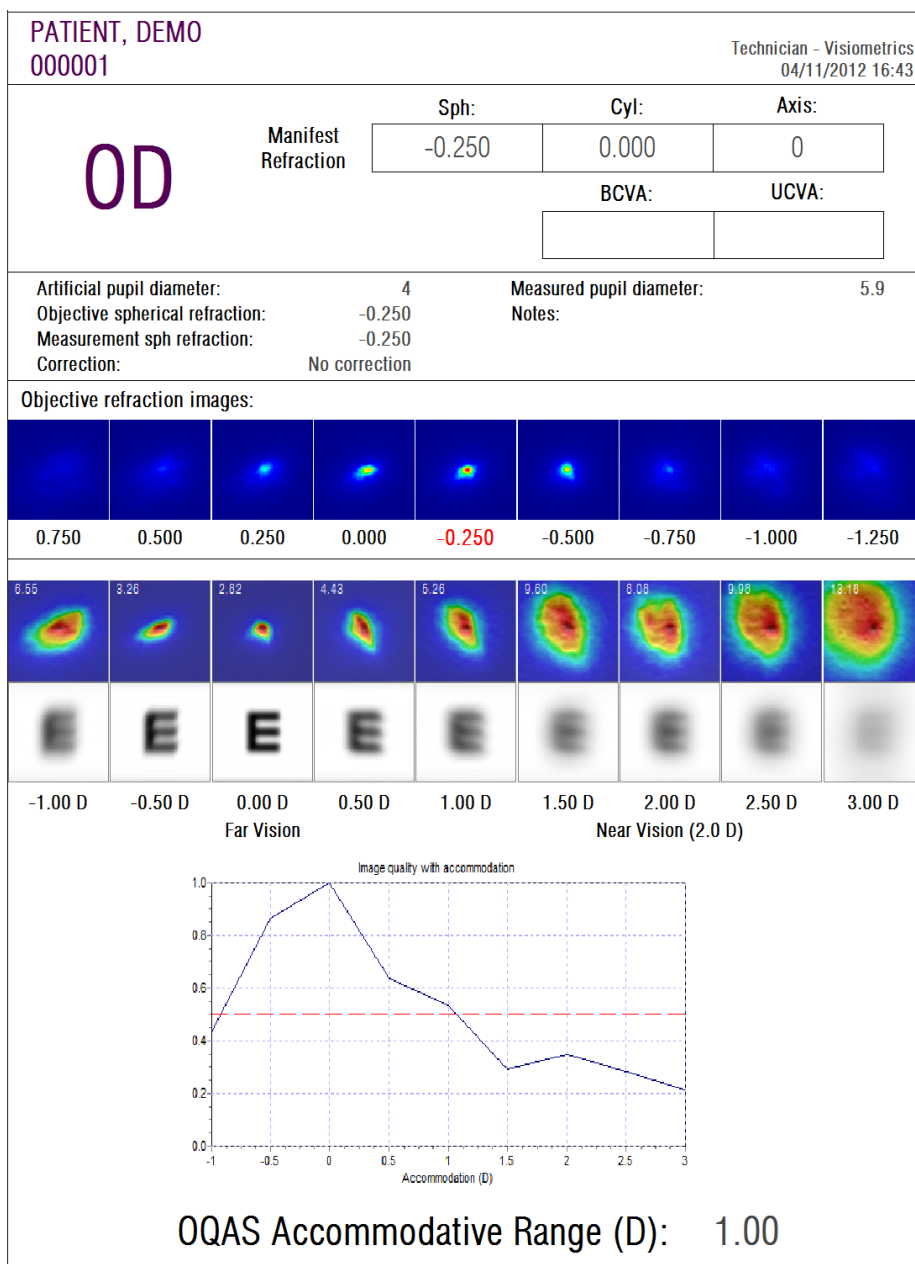 PATIENT, DEMO
000001
Technician - Visiometrics
04/11/2012 16:43
OD
Manifest
Refraction
Sph: Cyl: Axis:
-0.250 0.000 0
BCVA: UCVA:
Artificial pupil diameter: 4 Measured pupil diameter: 5.9
Objective spherical refraction: -0.250 Notes:
Measurement sph refraction: -0.250
Correction: No correction
Objective refraction images:
0.750 0.500 0.250 0.000 -0.250 -0.500 -0.750 -1.000 -1.250
6.55 3.26 2.62 4.43 5.26 9.60 8.08 9.98 13.16
E E E E E E E E E
-1.00 D -0.50 D 0.00 D 0.50 D 1.00 D 1.50 D 2.00 D 2.50 D 3.00 D
Far Vision Near Vision (2.0 D)
Image quality with accommodation
1.0
0.8
0.6
0.4
0.2
0.0
-1 -0.5 0 0.5 1 1.5 2 2.5 3
Accommodation (D)
OQAS Accommodative Range (D): 1.00